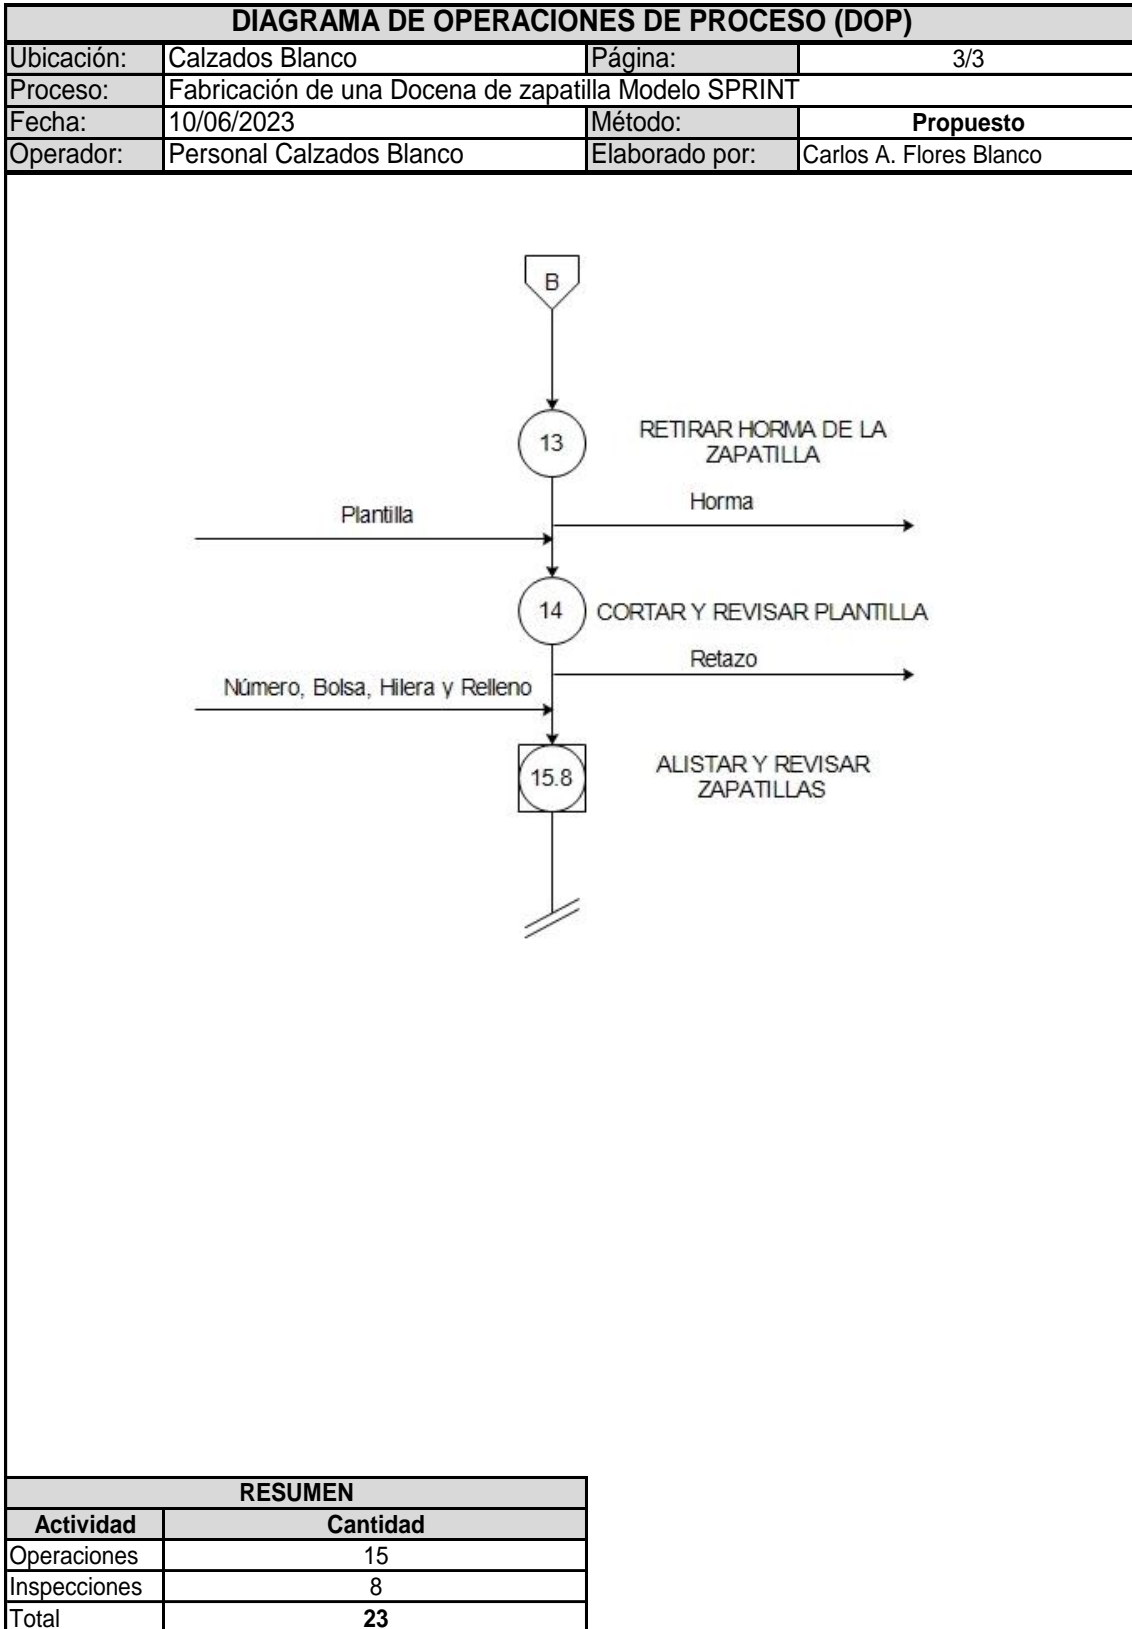 DIAGRAMA DE OPERACIONES DE PROCESO (DOP)
Ubicación: Calzados Blanco Página: 3/3
Proceso: Fabricación de una Docena de zapatilla Modelo SPRINT
Fecha: 10/06/2023 Método: Propuesto
Operador: Personal Calzados Blanco Elaborado por: Carlos A. Flores Blanco
B
13 RETIRAR HORMA DE LA
ZAPATILLA
Horma
Plantilla
14 CORTAR Y REVISAR PLANTILLA
Retazo
Número, Bolsa, Hilera y Relleno
15.8 ALISTAR Y REVISAR
ZAPATILLAS
RESUMEN
Actividad Cantidad
Operaciones 15
Inspecciones 8
Total 23